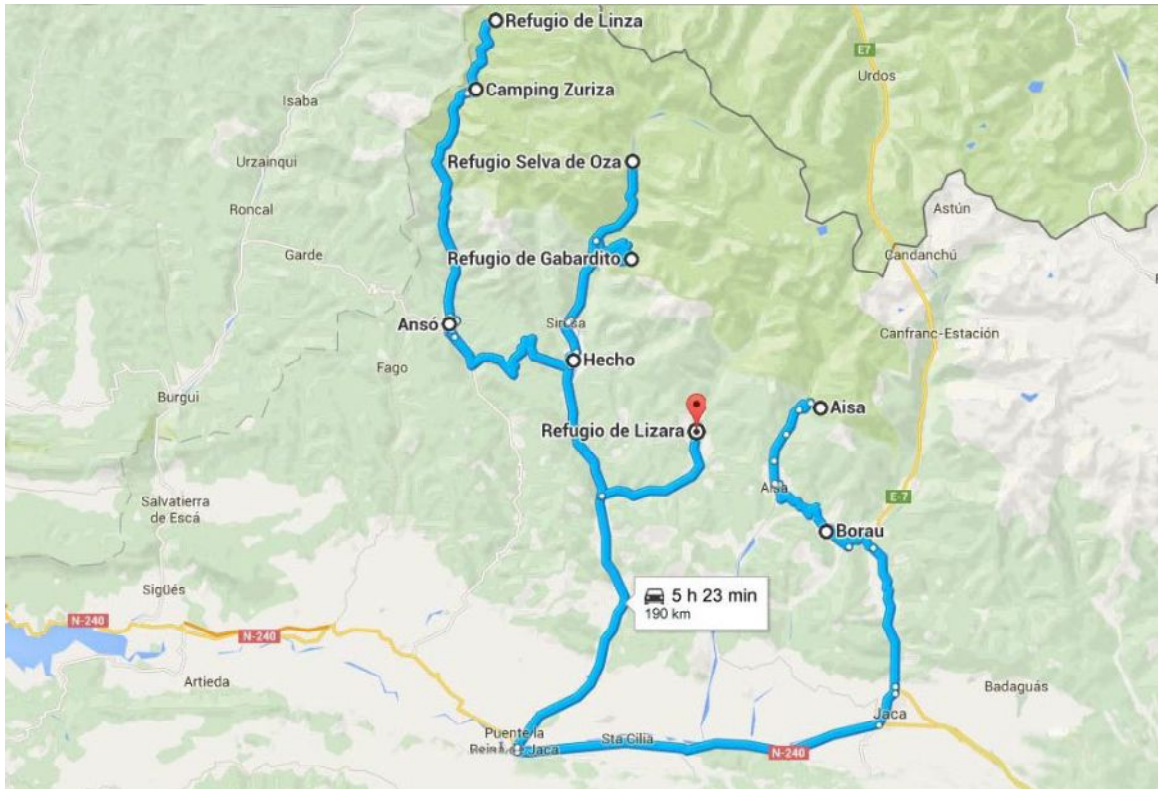 Refugio de Linza
E7
Urdos
Camping Zuriza
Isaba
Urzainqui
Refugio Selva de Oza
Roncal
Astún
Garde
Refugio de Gabardito
Candanchú
Ansó
Siresa
Canfranc-Estación
Fago
Hecho
Burgui
Aisa
Refugio de Lizara
Aisa
E-7
Salvatierra
de Escá
Borau
Sigüés
5 h 23 min
190 km
N-240
N-240
Artieda
Badaguás
Jaca
Puente la
Reina de Jaca
Sta Cilia
N-240